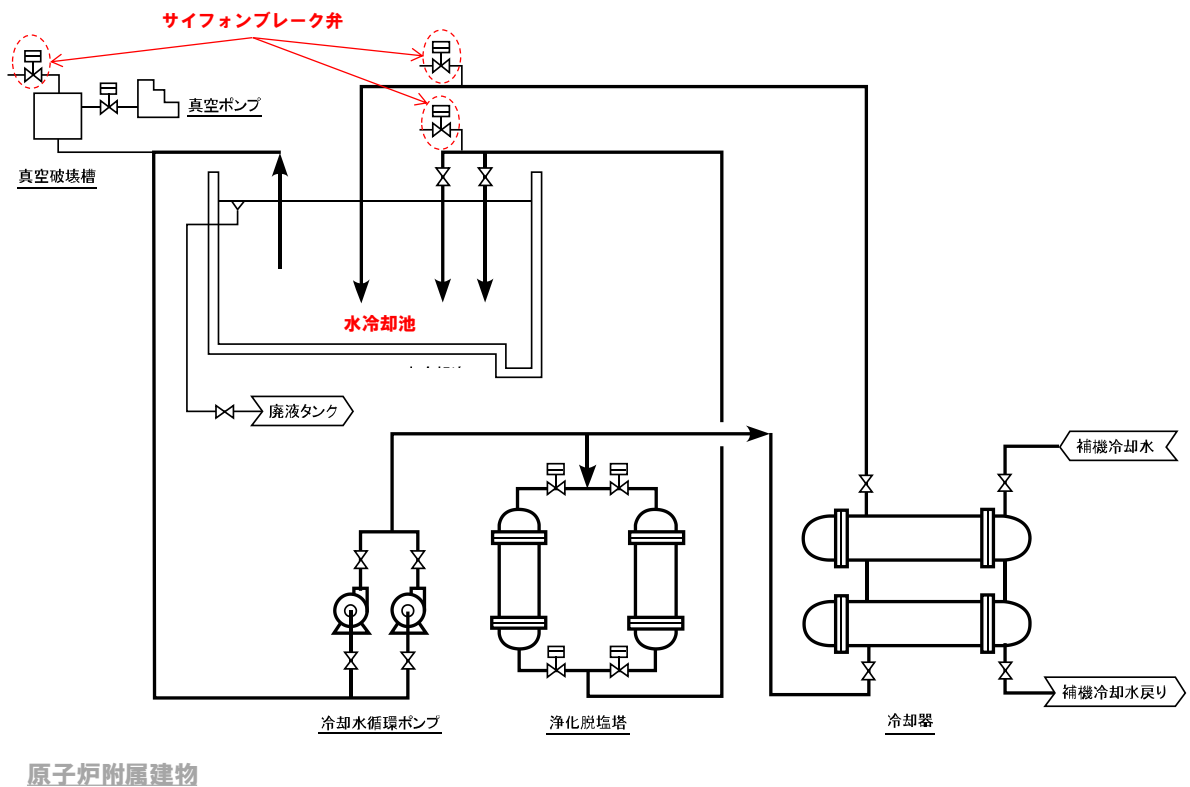 サイフォンブレーク弁
真空ポンプ
真空破壊槽
水冷却池
廃液タンク
補機冷却水
補機冷却水戻り
冷却水循環ポンプ
浄化脱塩塔
冷却器
原子炉附属建物